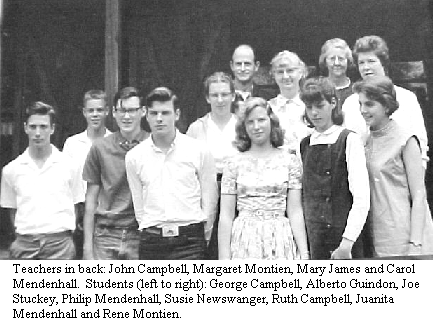 Teachers in back: John Campbell, Margaret Montien, Mary James and Carol
Mendenhall.  Students (left to right): George Campbell, Alberto Guindon, Joe
Stuckey, Philip Mendenhall, Susie Newswanger, Ruth Campbell, Juanita
Mendenhall and Rene Montien.